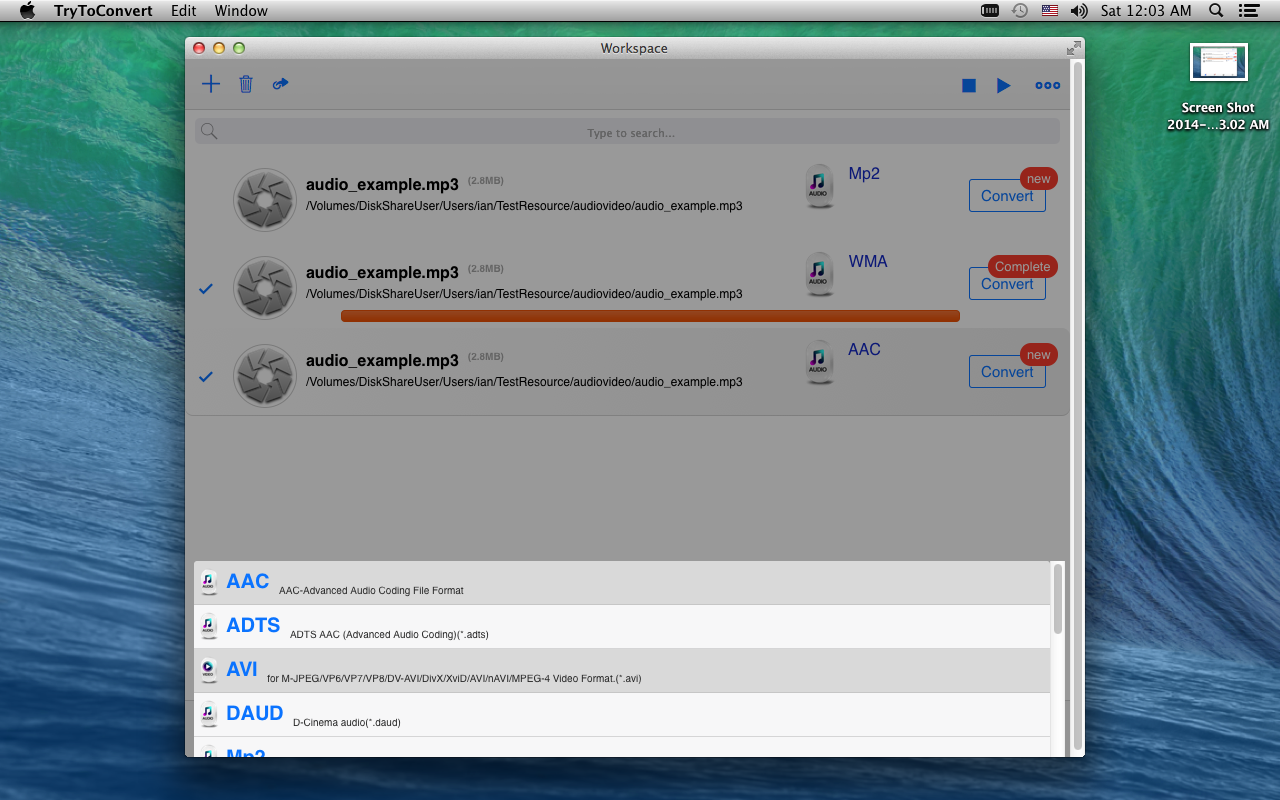 TryToConvert Edit Window Sat 12:03 AM
Workspace
Screen Shot
2014-...3.02 AM
Type to search...
audio_example.mp3 (2.8MB) Mp2 new
/Volumes/DiskShareUser/Users/ian/TestResource/audiovideo/audio_example.mp3 AUDIO Convert
audio_example.mp3 (2.8MB) WMA Complete
/Volumes/DiskShareUser/Users/ian/TestResource/audiovideo/audio_example.mp3 AUDIO Convert
audio_example.mp3 (2.8MB) AAC new
/Volumes/DiskShareUser/Users/ian/TestResource/audiovideo/audio_example.mp3 AUDIO Convert
AUDIO AAC AAC-Advanced Audio Coding File Format
AUDIO ADTS ADTS AAC (Advanced Audio Coding)(*.adts)
VIDEO AVI for M-JPEG/VP6/VP7/VP8/DV-AVI/DivX/XviD/AVI/nAVI/MPEG-4 Video Format.(*.avi)
AUDIO DAUD D-Cinema audio(*.daud)
Mp2